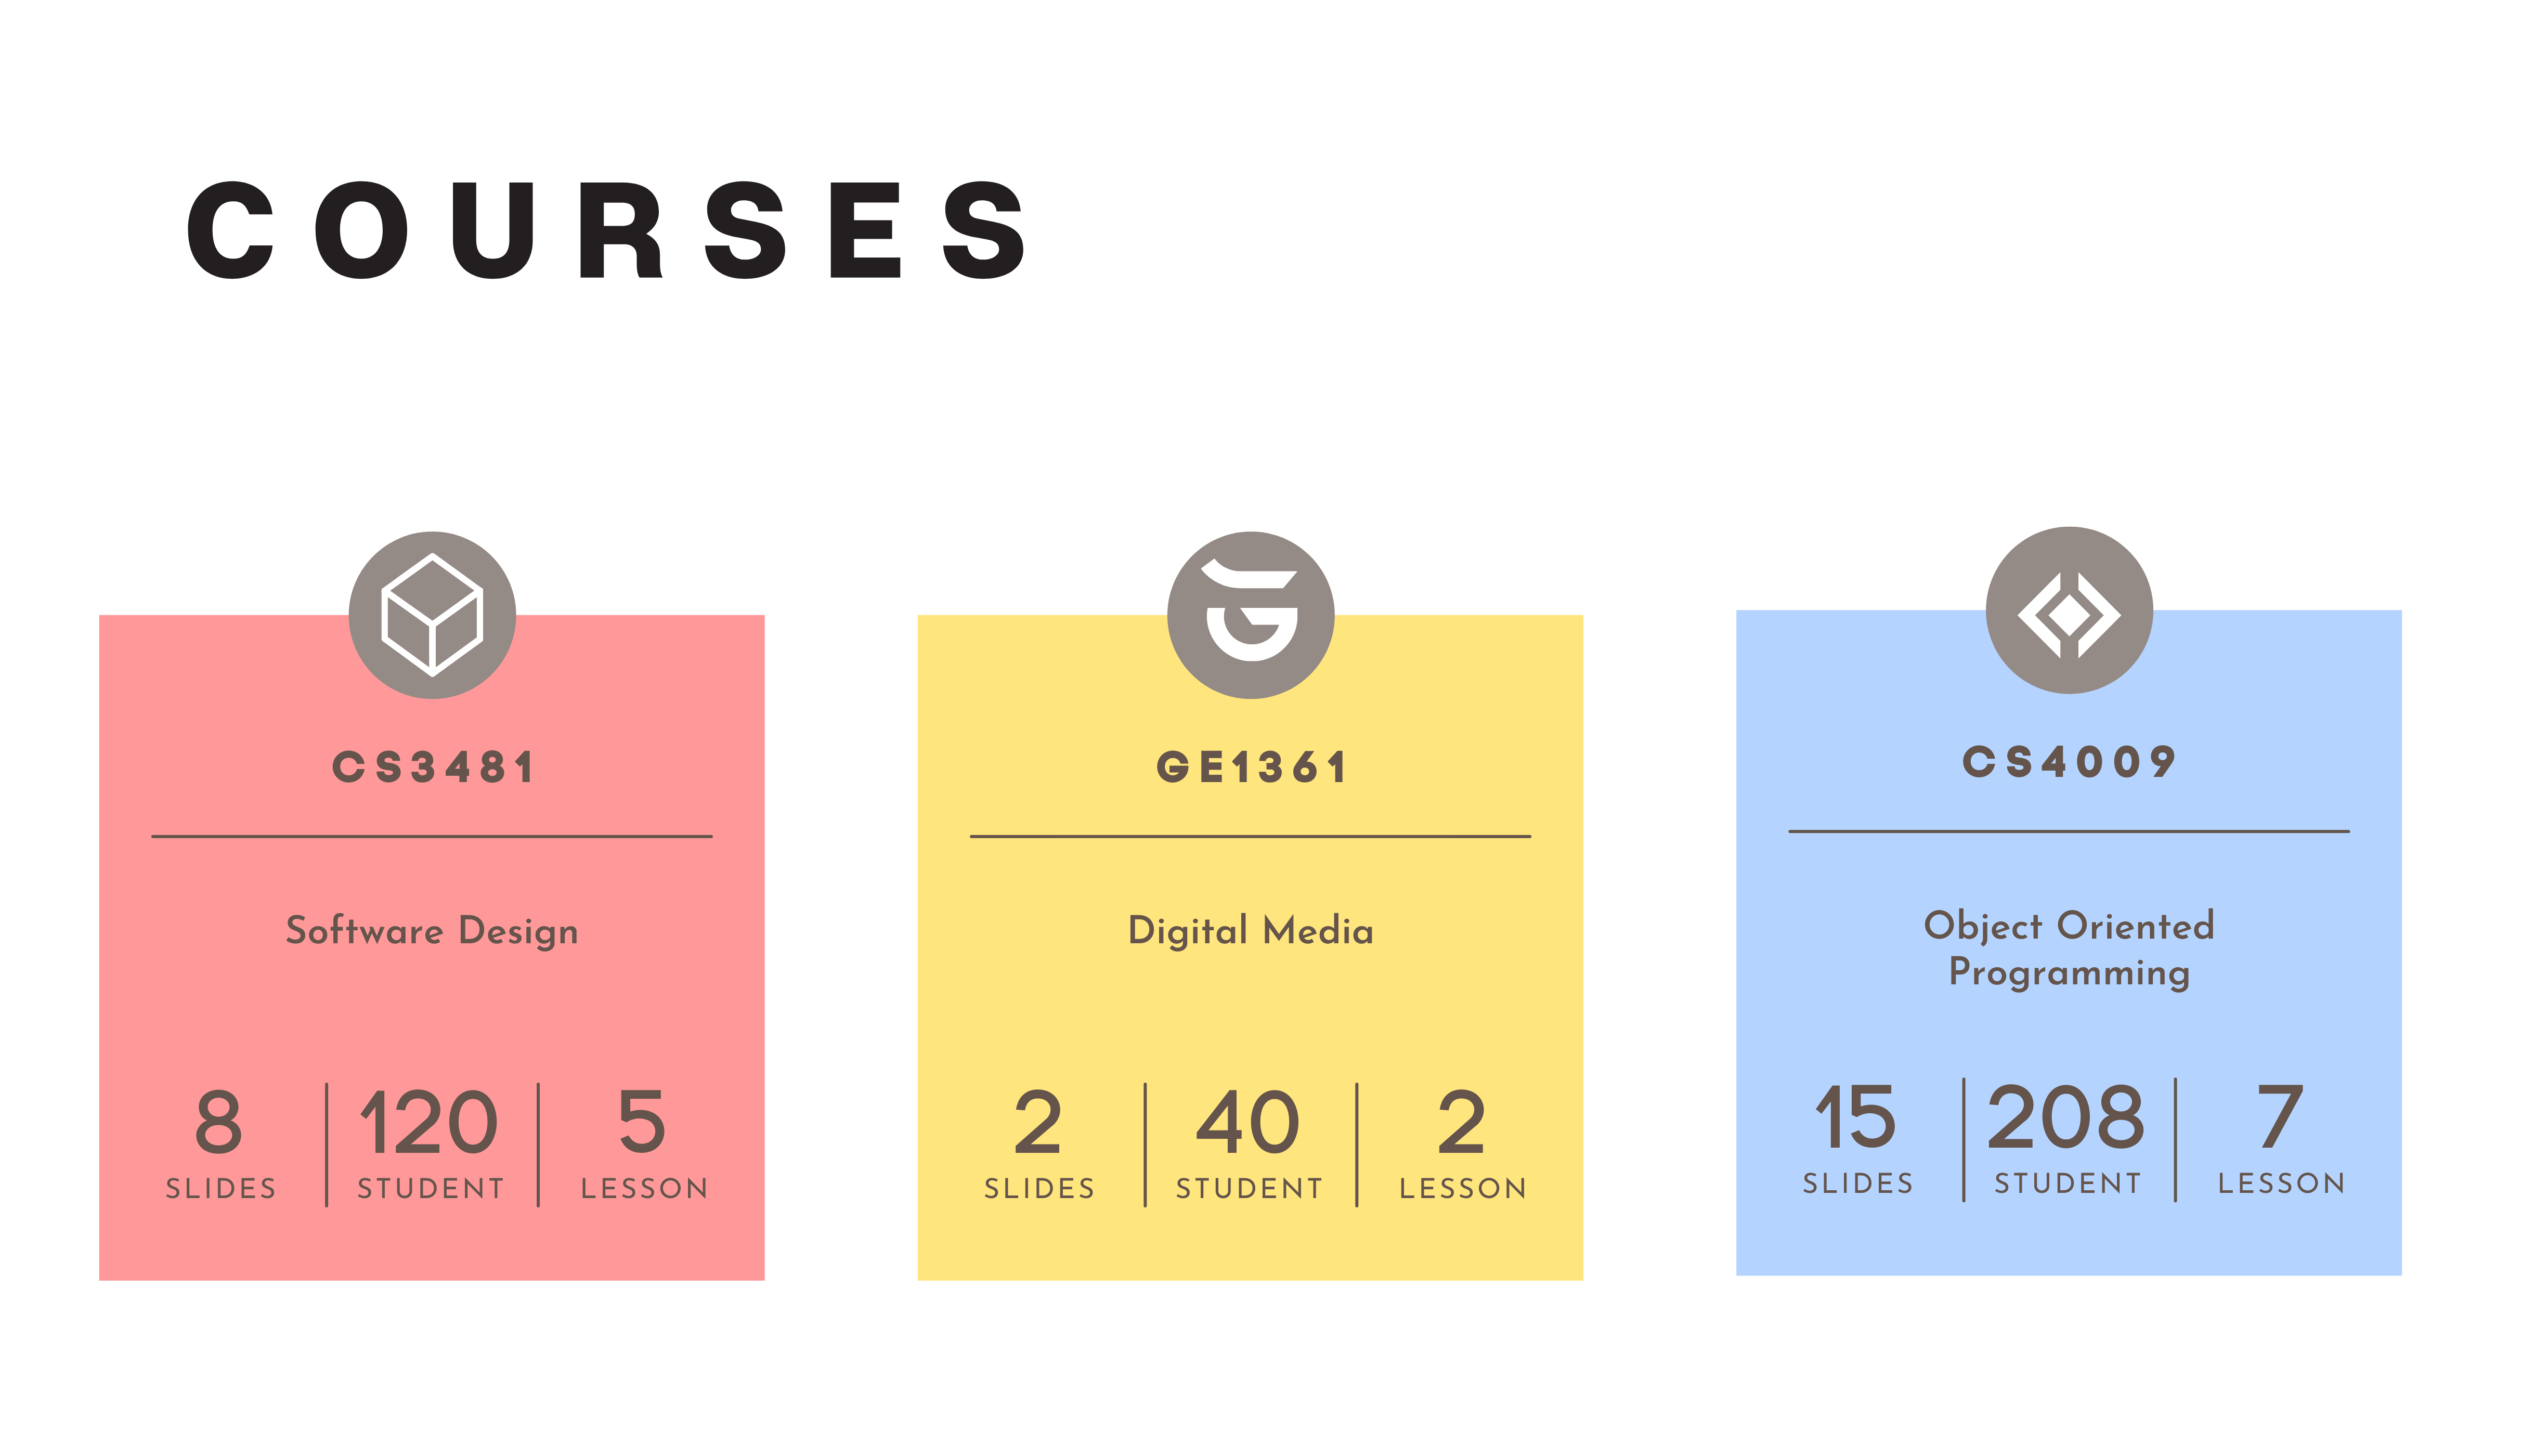 COURSES
CS3481
Software Design
8 120 5
SLIDES STUDENT LESSON
GE1361
Digital Media
2 40 2
SLIDES STUDENT LESSON
CS4009
Object Oriented
Programming
15 208 7
SLIDES STUDENT LESSON